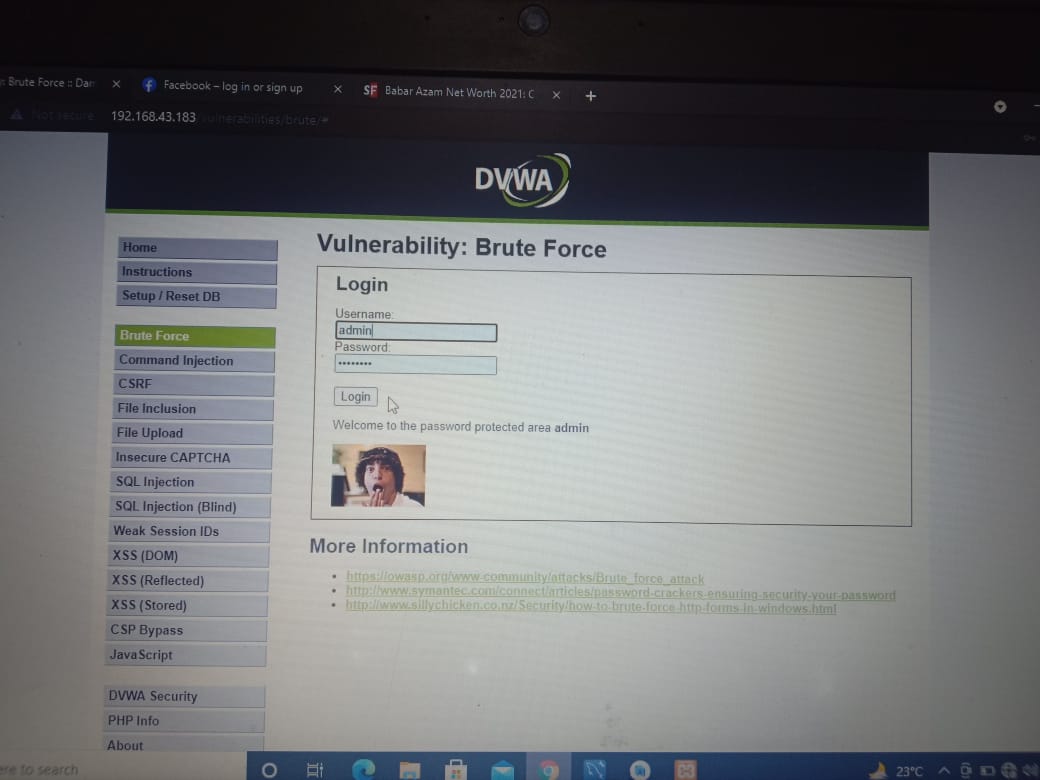 : Brute Force :: Dan
Facebook – log in or sign up
SF Babar Azam Net Worth 2021: C
Not secure 192.168.43.183/vulnerabilities/brute/#
DVWA
Home
Instructions
Setup / Reset DB
Brute Force
Command Injection
CSRF
File Inclusion
File Upload
Insecure CAPTCHA
SQL Injection
SQL Injection (Blind)
Weak Session IDs
XSS (DOM)
XSS (Reflected)
XSS (Stored)
CSP Bypass
JavaScript
DVWA Security
PHP Info
About
Vulnerability: Brute Force
Login
Username:
admin
Password:
••••••••
Login
Welcome to the password protected area admin
More Information
https://owasp.org/www-community/attacks/Brute_force_attack
http://www.symantec.com/connect/articles/password-crackers-ensuring-security-your-password
http://www.sillychicken.co.nz/Security/how-to-brute-force-http-forms-in-windows.html
ere to search
23°C